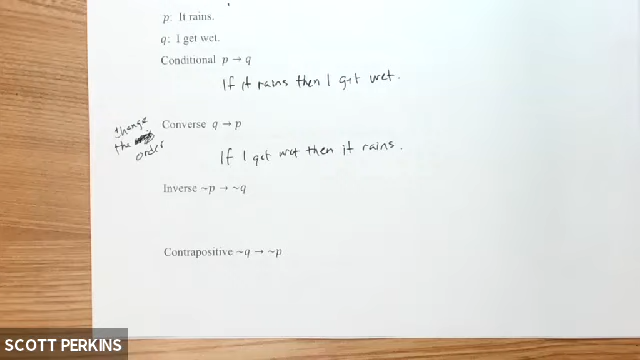 p: It rains.
q: I get wet.
Conditional p → q
If it rains then I get wet.
change
the
order
Converse q → p
If I get wet then it rains.
Inverse ~p → ~q
Contrapositive ~q → ~p
SCOTT PERKINS